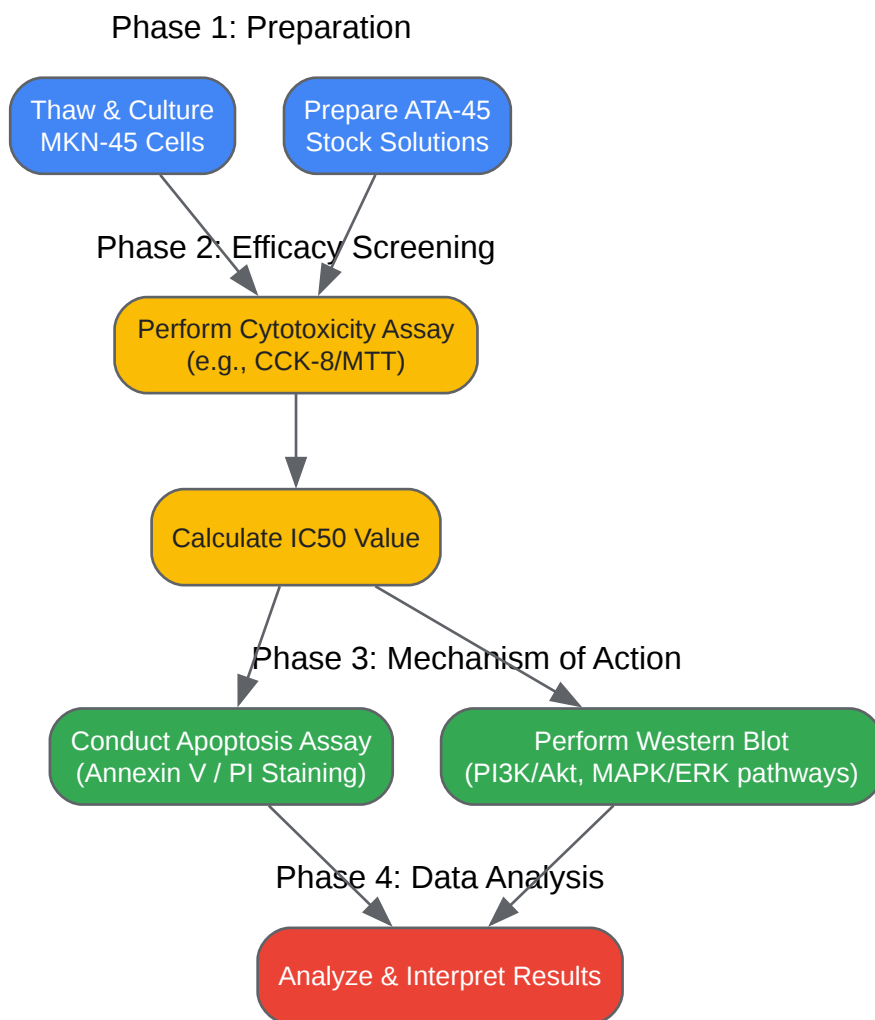 Phase 1: Preparation
Thaw & Culture
MKN-45 Cells
Prepare ATA-45
Stock Solutions
Phase 2: Efficacy Screening
Perform Cytotoxicity Assay
(e.g., CCK-8/MTT)
Calculate IC50 Value
Phase 3: Mechanism of Action
Conduct Apoptosis Assay
(Annexin V / PI Staining)
Perform Western Blot
(PI3K/Akt, MAPK/ERK pathways)
Phase 4: Data Analysis
Analyze & Interpret Results